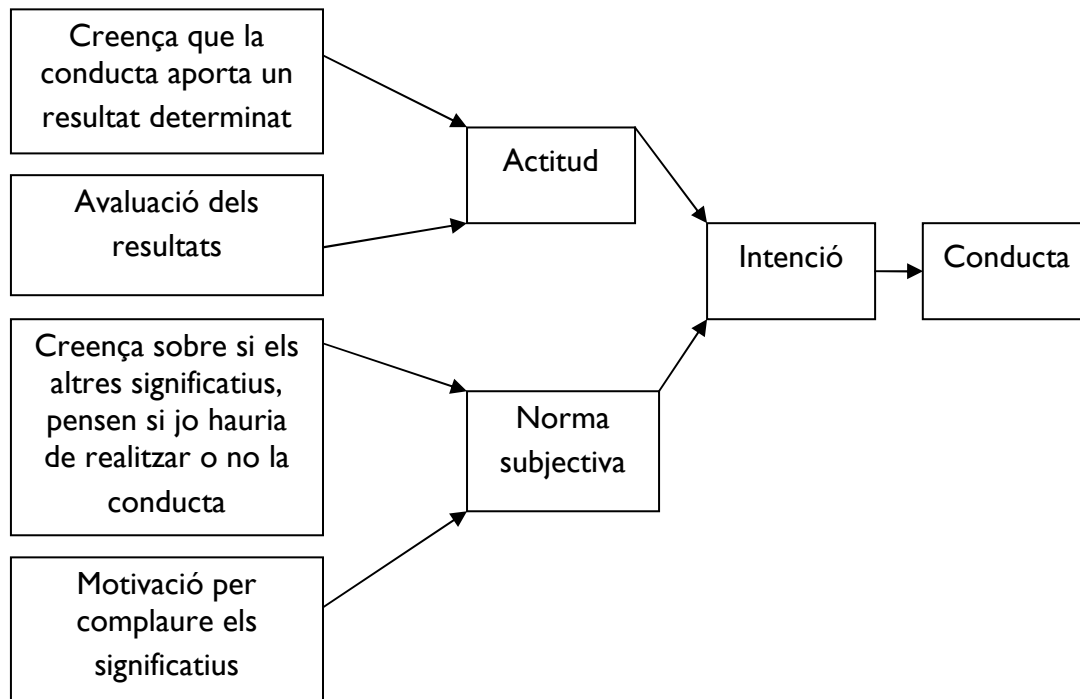 Creença que la
conducta aporta un
resultat determinat
Avaluació dels
resultats
Creença sobre si els
altres significatius,
pensen si jo hauria
de realitzar o no la
conducta
Motivació per
complaure els
significatius
Actitud
Norma
subjectiva
Intenció
Conducta